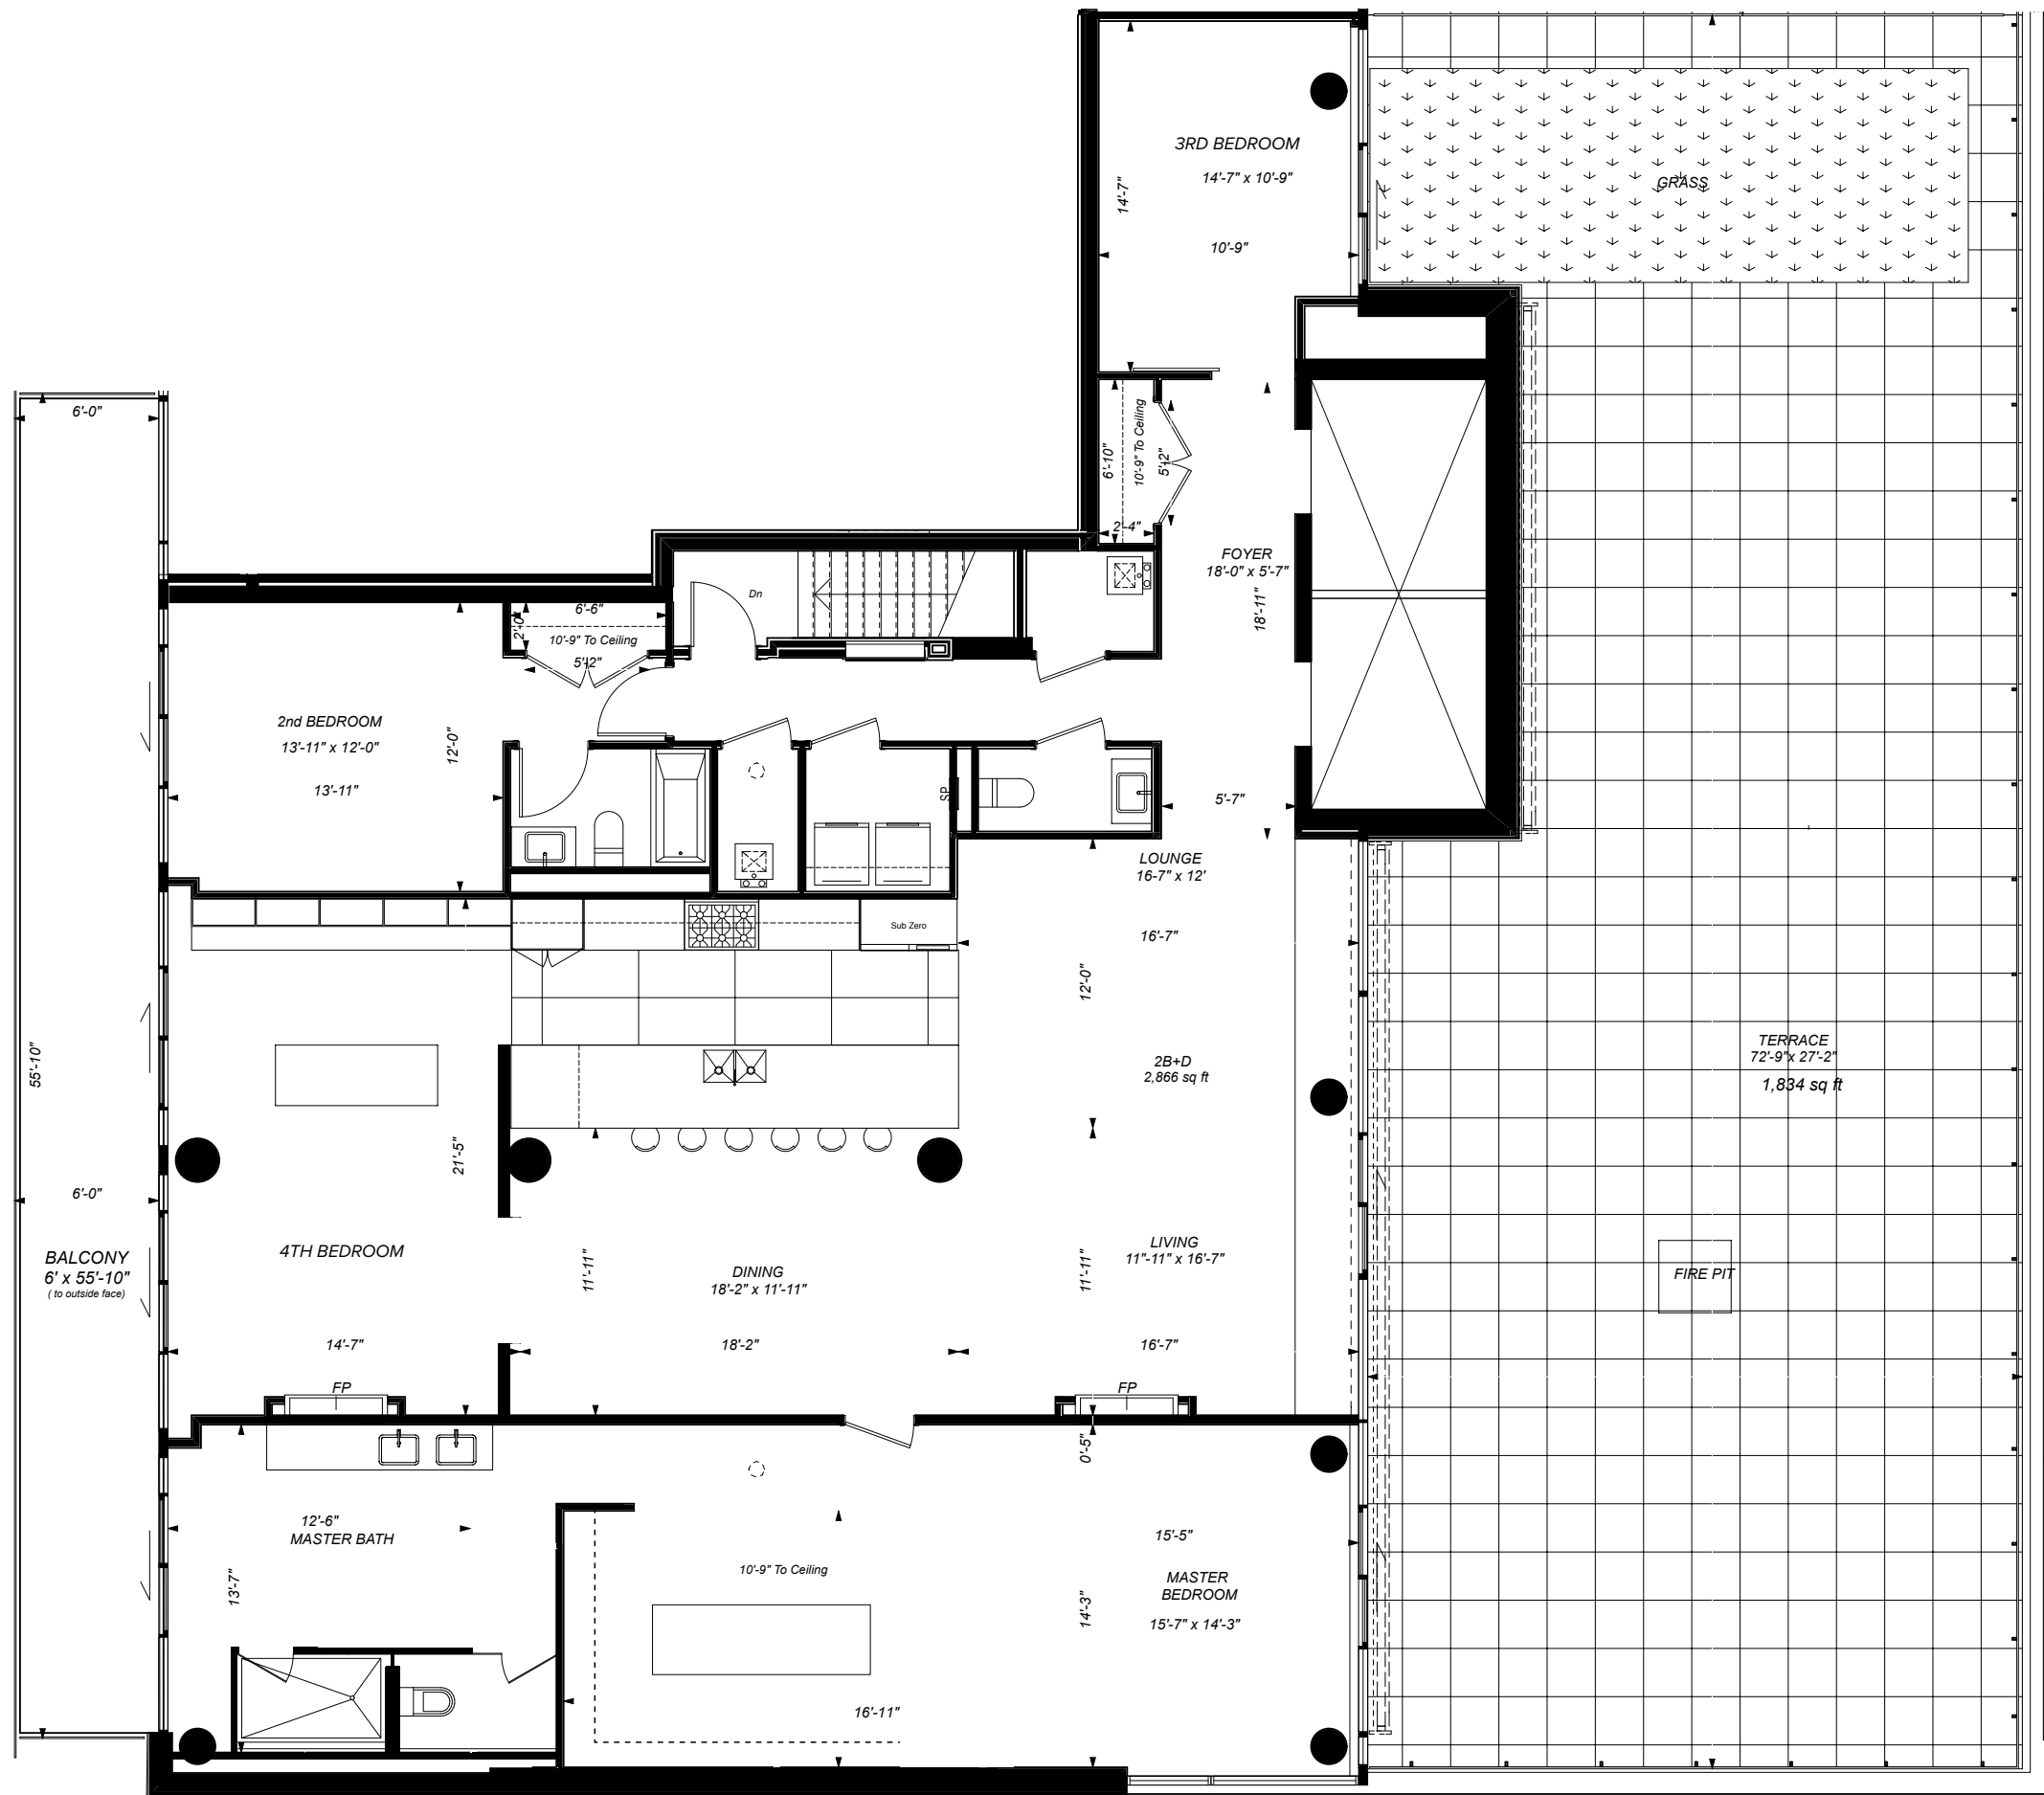 3RD BEDROOM
14'-7" x 10'-9"
14'-7"
10'-9"
GRASS
6'-0"
6'-10"
10'-9" To Ceiling
5'-2"
2'-4"
FOYER
18'-0" x 5'-7"
18'-11"
Dn
6'-6"
2'-0"
10'-9" To Ceiling
5'-2"
2nd BEDROOM
13'-11" x 12'-0"
12'-0"
13'-11"
SP
5'-7"
LOUNGE
16-7" x 12'
Sub Zero
16'-7"
12'-0"
55'-10"
2B+D
2,866 sq ft
TERRACE
72'-9"x 27'-2"
1,834 sq ft
21'-5"
6'-0"
BALCONY
6' x 55'-10"
( to outside face)
4TH BEDROOM
11'-11"
DINING
18'-2" x 11'-11"
11'-11"
LIVING
11"-11" x 16'-7"
FIRE PIT
14'-7"
18'-2"
16'-7"
FP
FP
0'-5"
12'-6"
MASTER BATH
13'-7"
10'-9" To Ceiling
15'-5"
MASTER
BEDROOM
15'-7" x 14'-3"
14'-3"
16'-11"